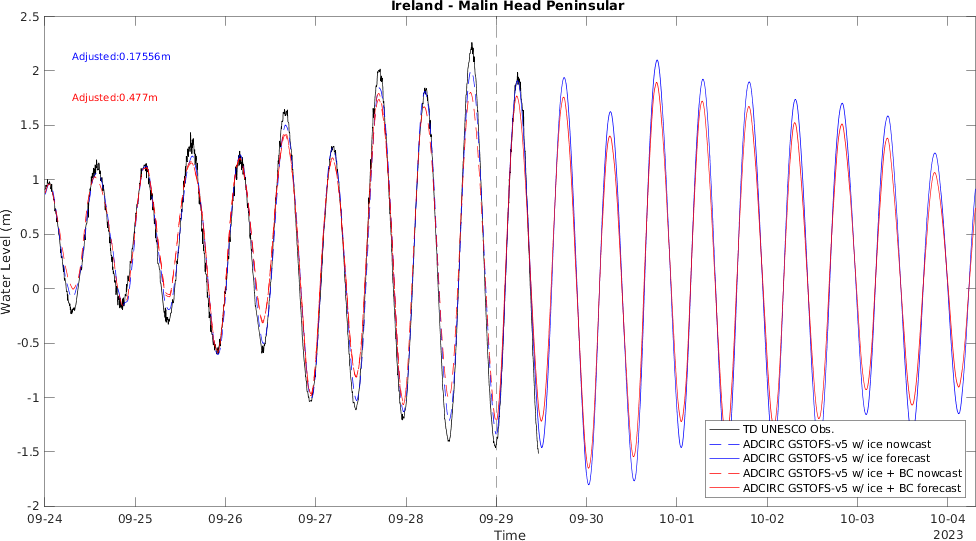 Ireland - Malin Head Peninsular
2.5
2
1.5
1
0.5
0
-0.5
-1
-1.5
-2
Water Level (m)
Adjusted:0.17556m
Adjusted:0.477m
TD UNESCO Obs.
ADCIRC GSTOFS-v5 w/ ice nowcast
ADCIRC GSTOFS-v5 w/ ice forecast
ADCIRC GSTOFS-v5 w/ ice + BC nowcast
ADCIRC GSTOFS-v5 w/ ice + BC forecast
09-24 09-25 09-26 09-27 09-28 09-29 09-30 10-01 10-02 10-03 10-04
Time
2023